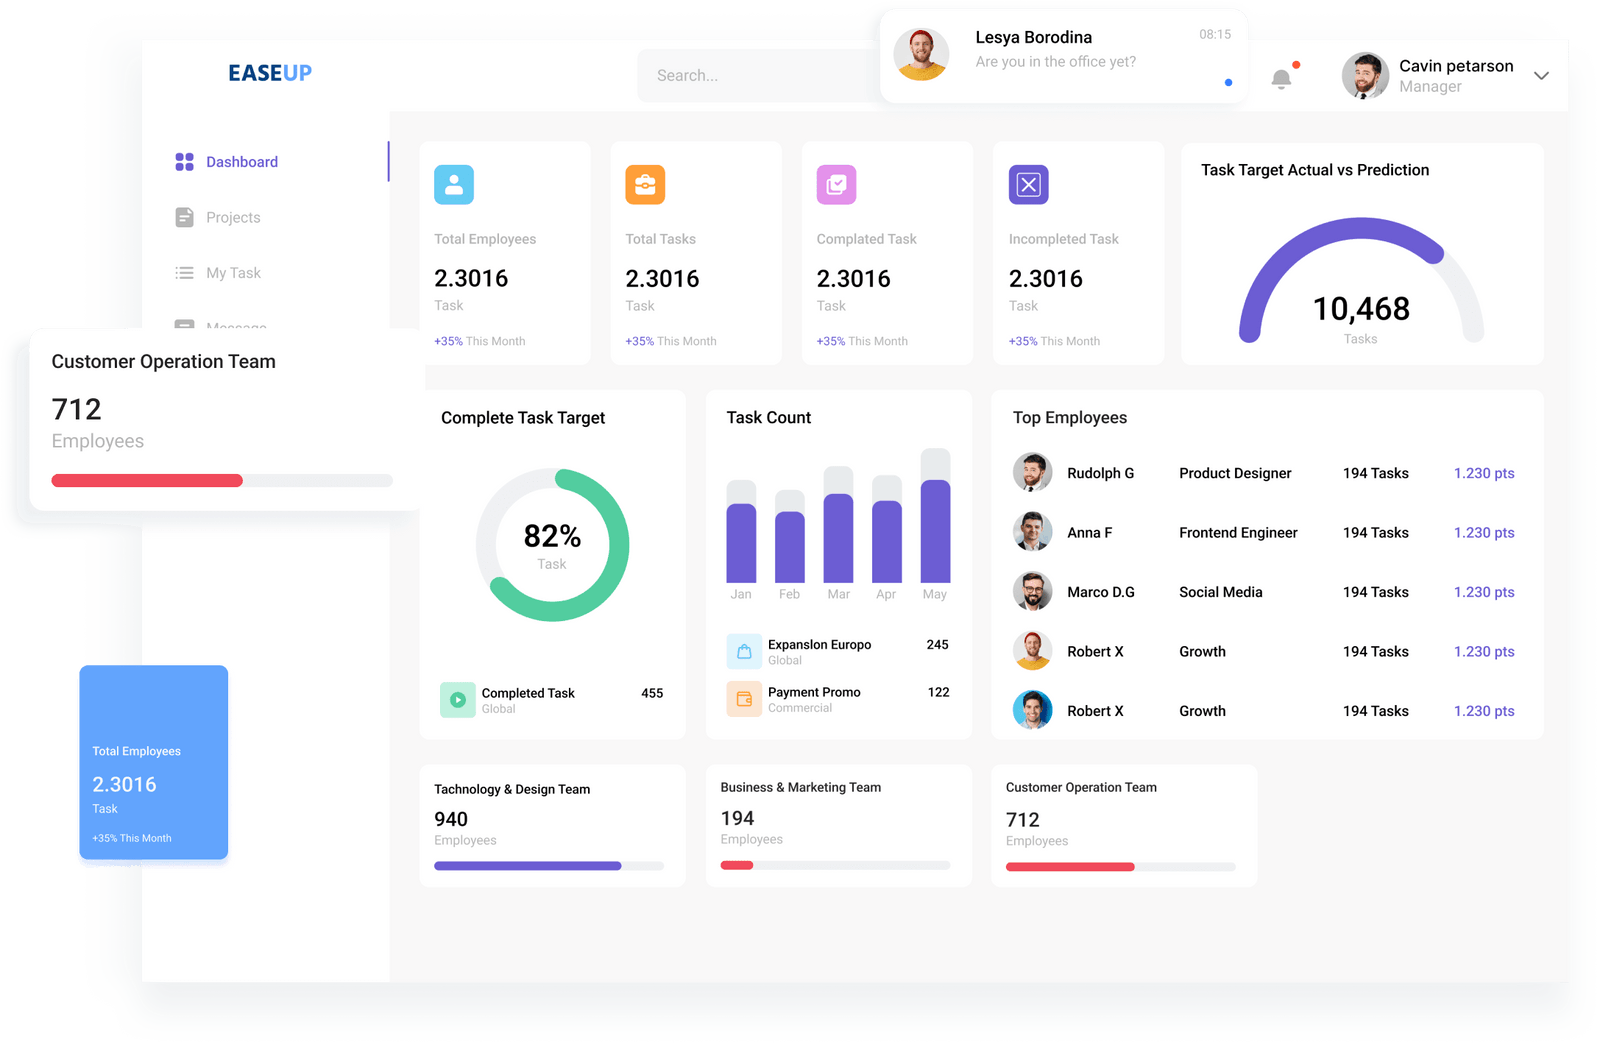 EASEUP
Search...
Lesya Borodina
08:15
Are you in the office yet?
Cavin petarson
Manager
Dashboard
Projects
My Task
Message
Customer Operation Team
712
Employees
Total Employees
2.3016
Task
+35% This Month
Total Employees
2.3016
Task
+35% This Month
Total Tasks
2.3016
Task
+35% This Month
Complated Task
2.3016
Task
+35% This Month
Incompleted Task
2.3016
Task
+35% This Month
Task Target Actual vs Prediction
10,468
Tasks
Complete Task Target
82%
Task
Completed Task 455
Global
Task Count
Jan Feb Mar Apr May
Expanslon Europo 245
Global
Payment Promo 122
Commercial
Top Employees
Rudolph G Product Designer 194 Tasks 1.230 pts
Anna F Frontend Engineer 194 Tasks 1.230 pts
Marco D.G Social Media 194 Tasks 1.230 pts
Robert X Growth 194 Tasks 1.230 pts
Robert X Growth 194 Tasks 1.230 pts
Tachnology & Design Team
940
Employees
Business & Marketing Team
194
Employees
Customer Operation Team
712
Employees